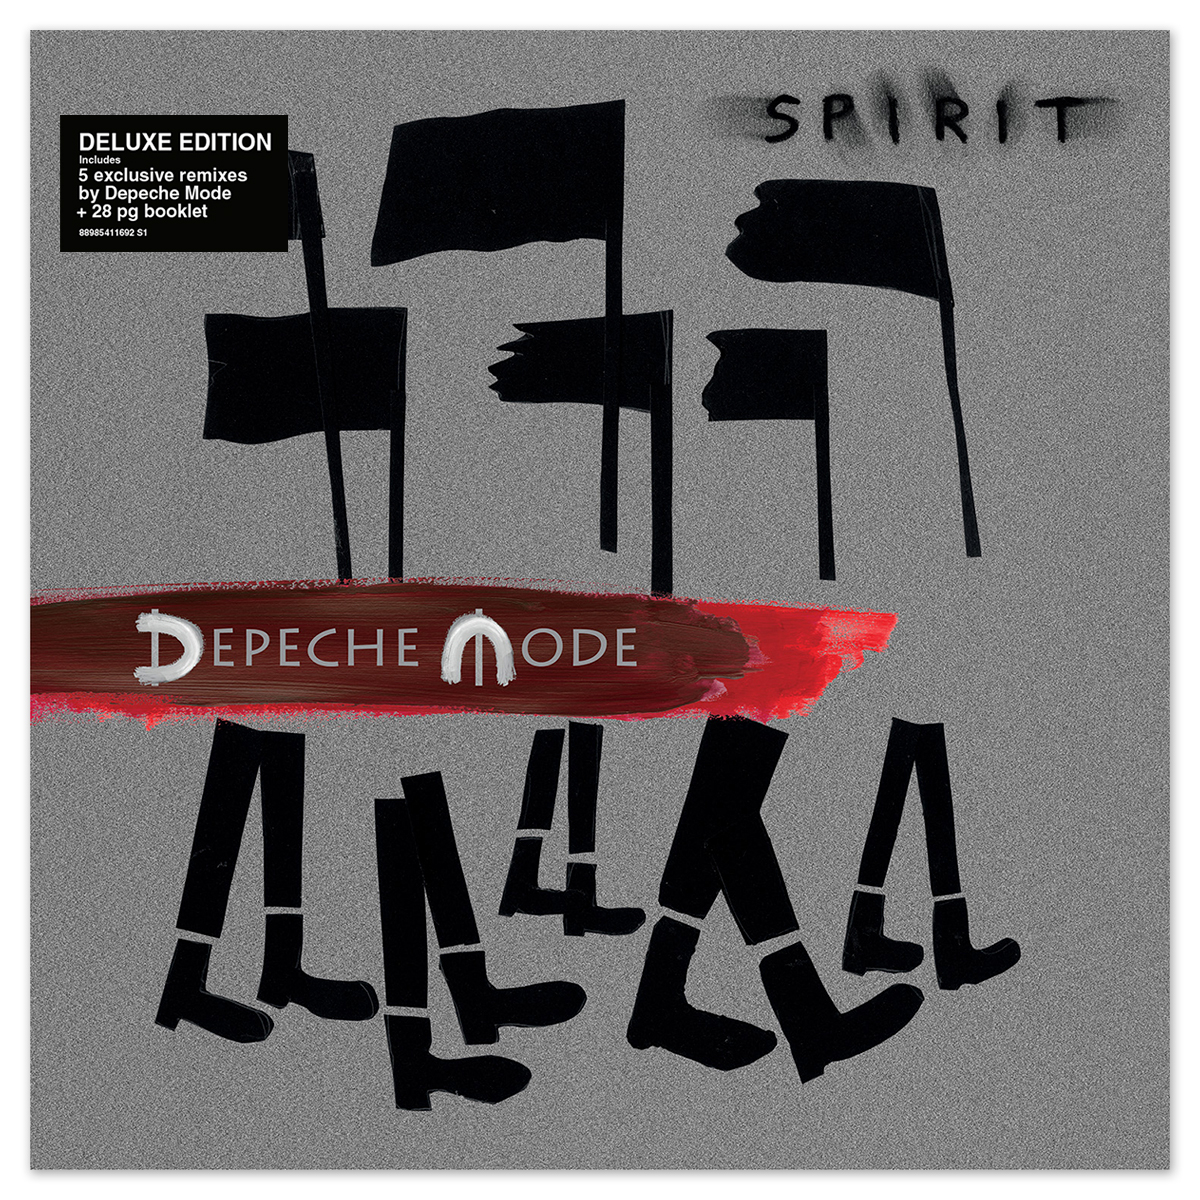 SPIRIT
DELUXE EDITION
Includes
5 exclusive remixes
by Depeche Mode
+ 28 pg booklet
88985411692 S1
DEPECHE MODE